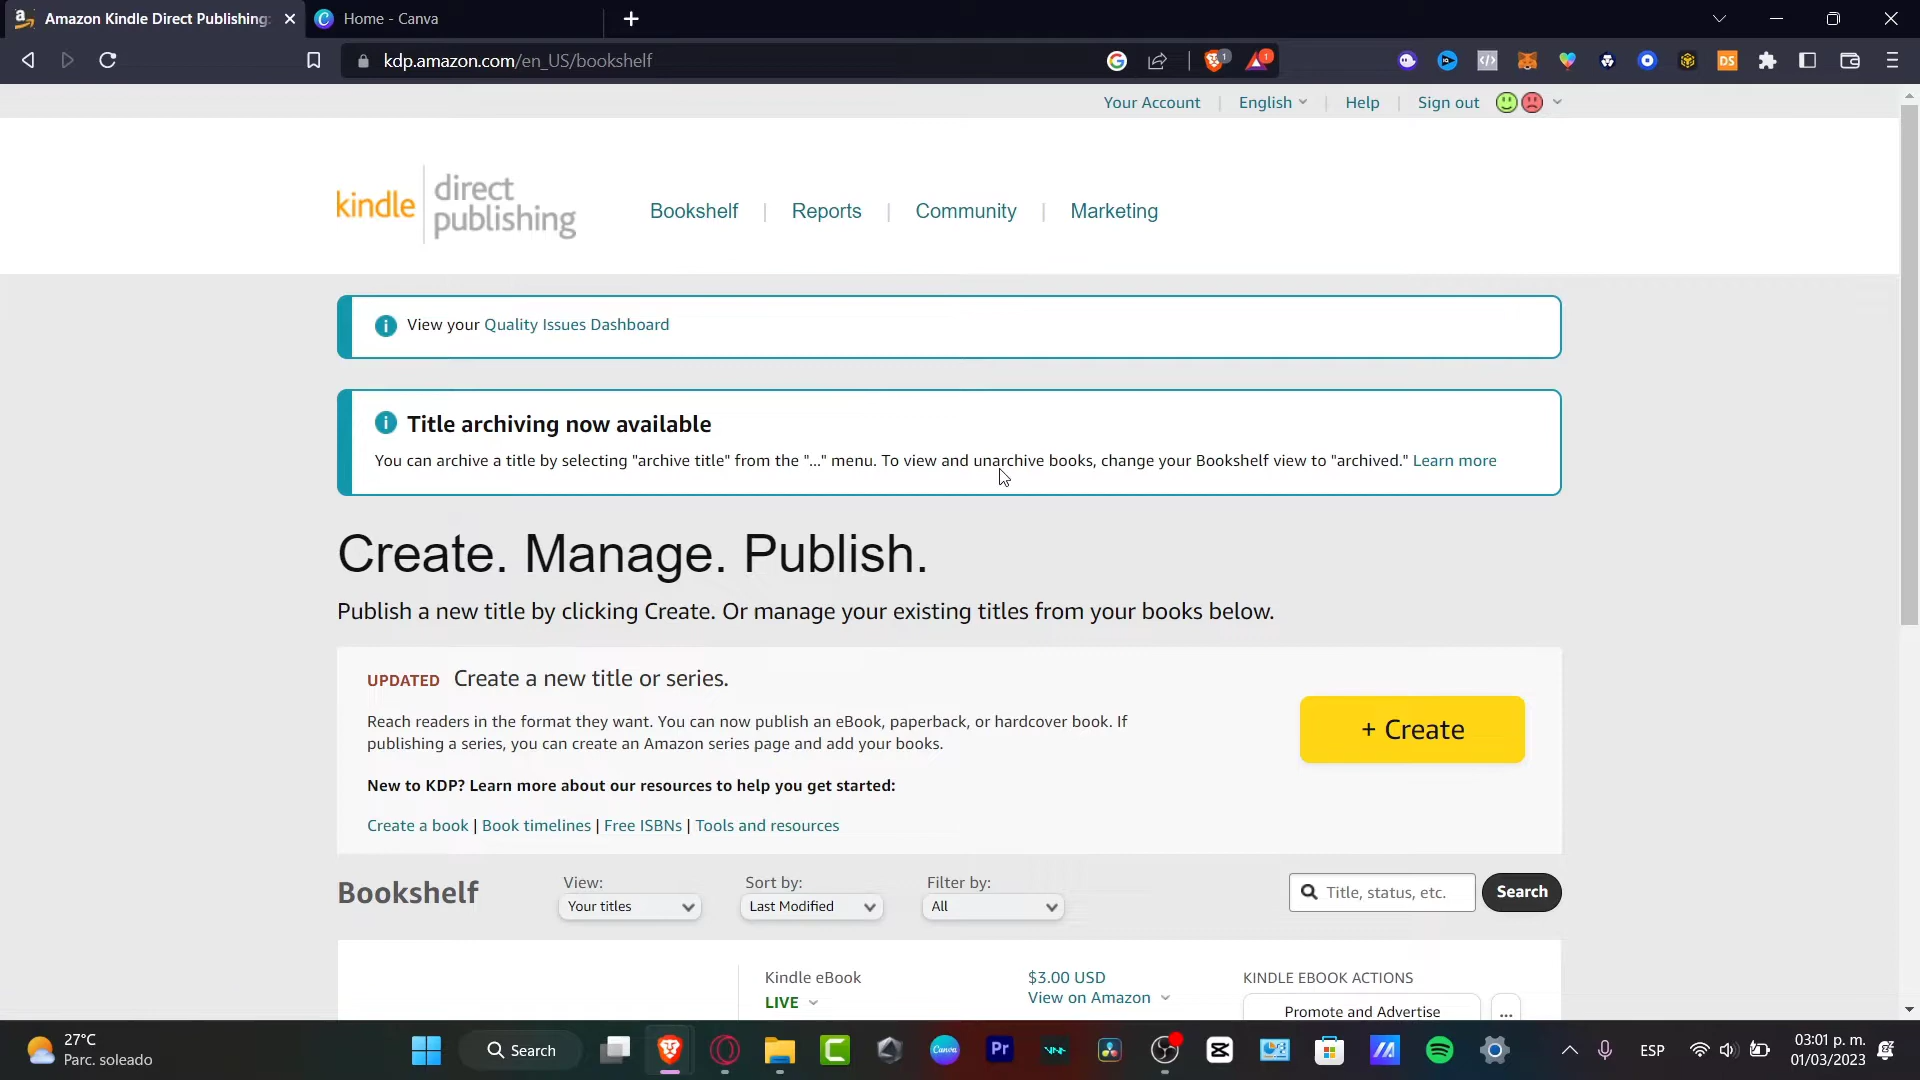 Amazon Kindle Direct Publishing:
Home - Canva
kdp.amazon.com/en_US/bookshelf
1
1
DS
Your Account | English | Help | Sign out
kindle direct publishing
Bookshelf | Reports | Community | Marketing
View your Quality Issues Dashboard
Title archiving now available
You can archive a title by selecting "archive title" from the "..." menu. To view and unarchive books, change your Bookshelf view to "archived." Learn more
Create. Manage. Publish.
Publish a new title by clicking Create. Or manage your existing titles from your books below.
UPDATED Create a new title or series.
Reach readers in the format they want. You can now publish an eBook, paperback, or hardcover book. If
publishing a series, you can create an Amazon series page and add your books.
+ Create
New to KDP? Learn more about our resources to help you get started:
Create a book | Book timelines | Free ISBNs | Tools and resources
Bookshelf
View:
Your titles
Sort by:
Last Modified
Filter by:
All
Title, status, etc.
Search
Kindle eBook
LIVE
$3.00 USD
View on Amazon
KINDLE EBOOK ACTIONS
Promote and Advertise
...
27°C
Parc. soleado
Search
Canva
Pr
ESP
03:01 p. m.
01/03/2023